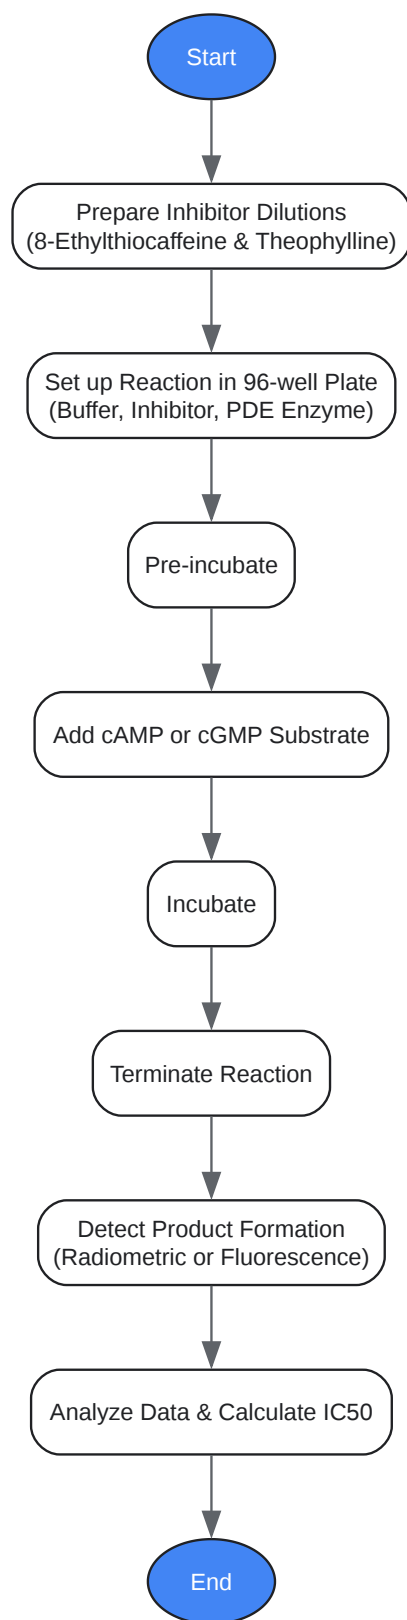 Start
Prepare Inhibitor Dilutions
(8-Ethylthiocaffeine & Theophylline)
Set up Reaction in 96-well Plate
(Buffer, Inhibitor, PDE Enzyme)
Pre-incubate
Add cAMP or cGMP Substrate
Incubate
Terminate Reaction
Detect Product Formation
(Radiometric or Fluorescence)
Analyze Data & Calculate IC50
End